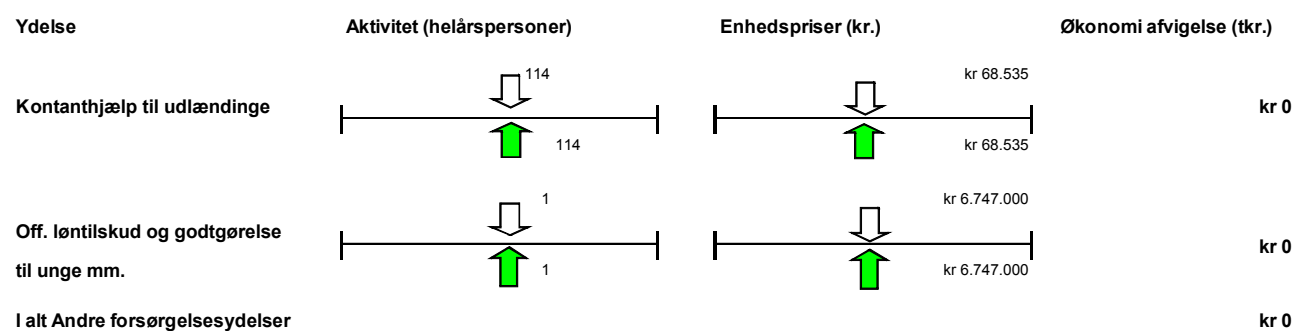 Ydelse Aktivitet (helårspersoner) Enhedspriser (kr.) Økonomi afvigelse (tkr.)
114 kr 68.535
Kontanthjælp til udlændinge kr 0
114 kr 68.535
1 kr 6.747.000
Off. løntilskud og godtgørelse
kr 0
til unge mm. 1 kr 6.747.000
I alt Andre forsørgelsesydelser kr 0